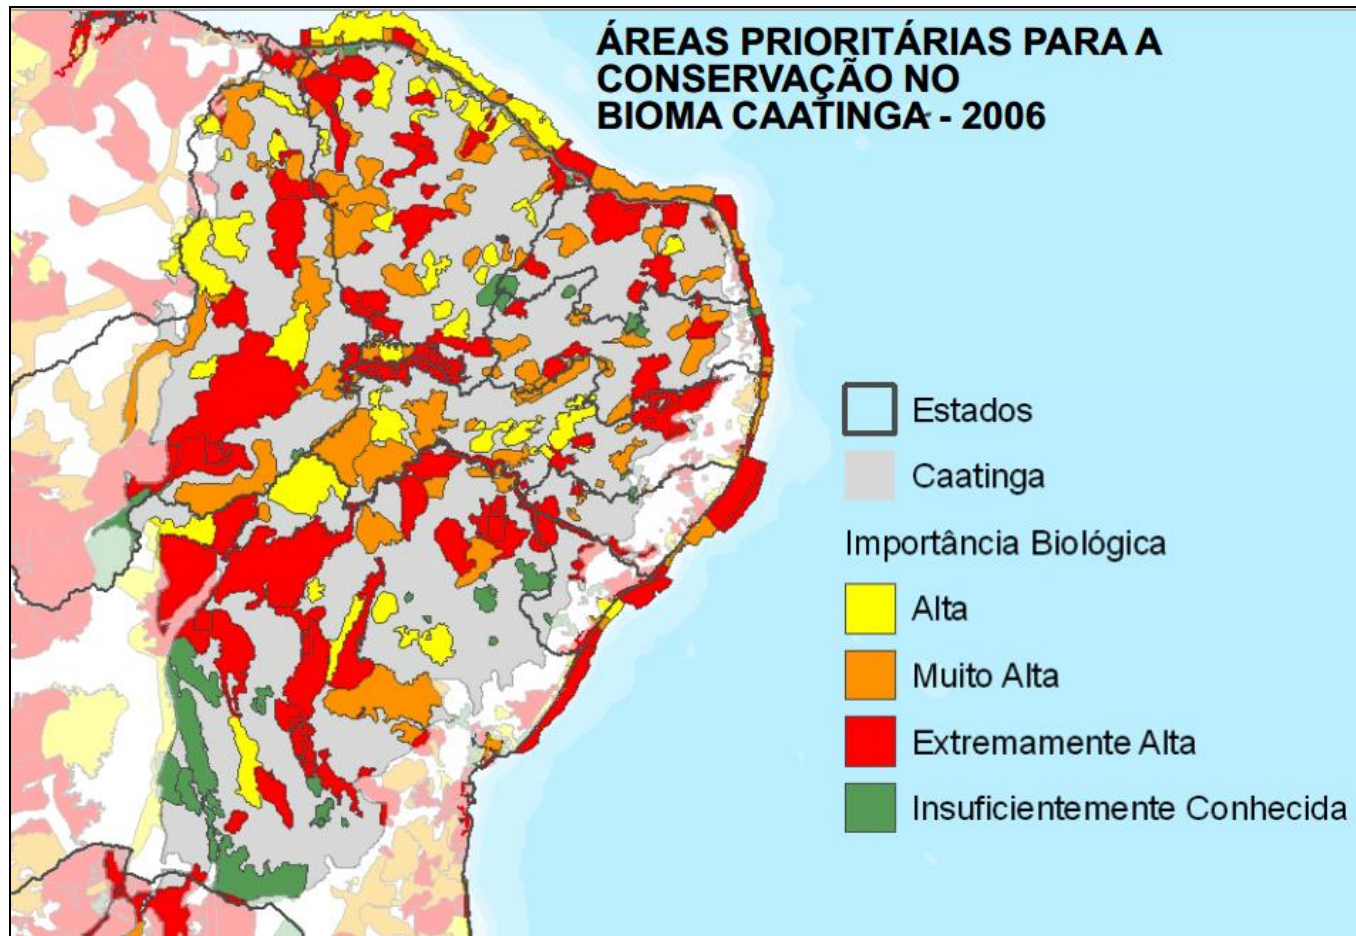 ÁREAS PRIORITÁRIAS PARA A
CONSERVAÇÃO NO
BIOMA CAATINGA - 2006
Estados
Caatinga
Importância Biológica
Alta
Muito Alta
Extremamente Alta
Insuficientemente Conhecida